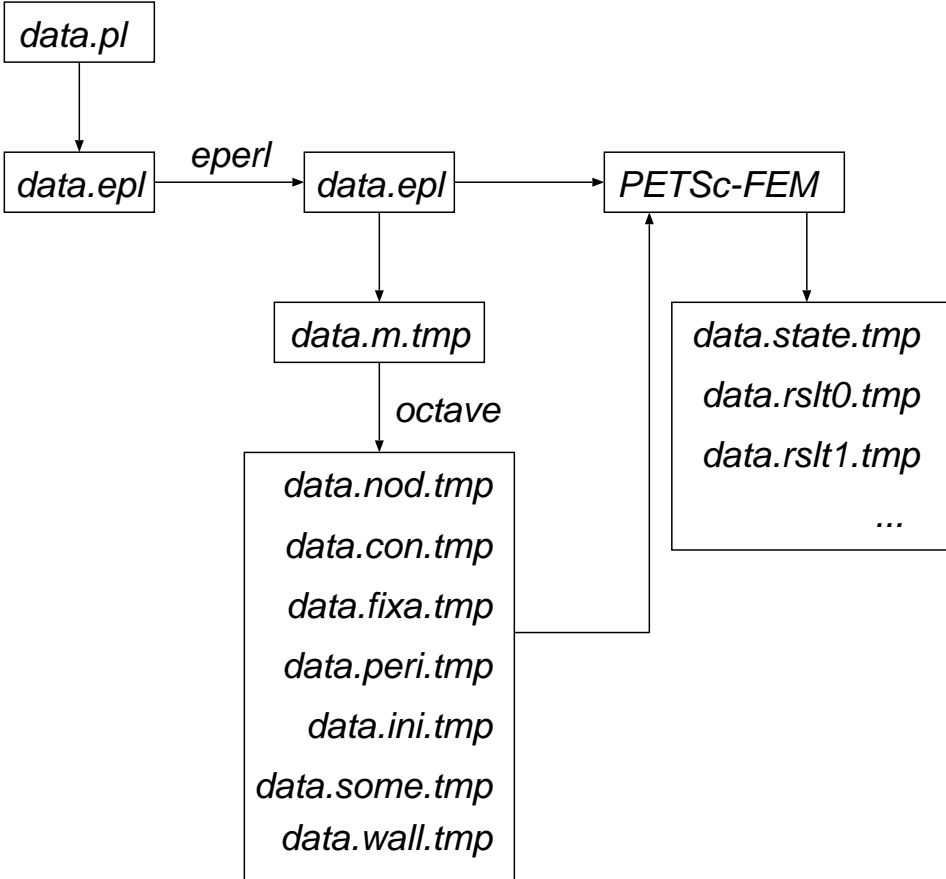 data.pl
data.epl
eperl
data.epl
PETSc-FEM
data.m.tmp
octave
data.nod.tmp
data.con.tmp
data.fixa.tmp
data.peri.tmp
data.ini.tmp
data.some.tmp
data.wall.tmp
data.state.tmp
data.rslt0.tmp
data.rslt1.tmp
...